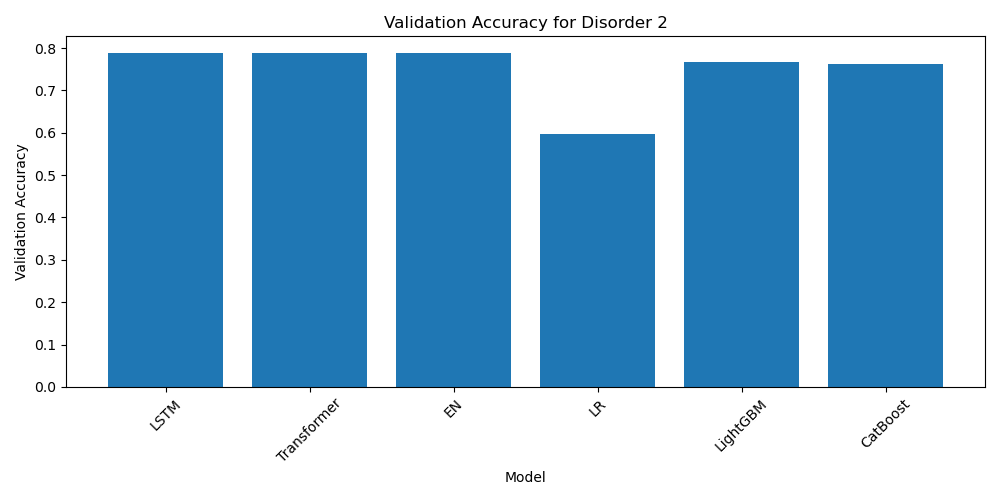 Validation Accuracy for Disorder 2
Validation Accuracy
0.8
0.7
0.6
0.5
0.4
0.3
0.2
0.1
0.0
LSTM
Transformer
EN
LR
LightGBM
CatBoost
Model